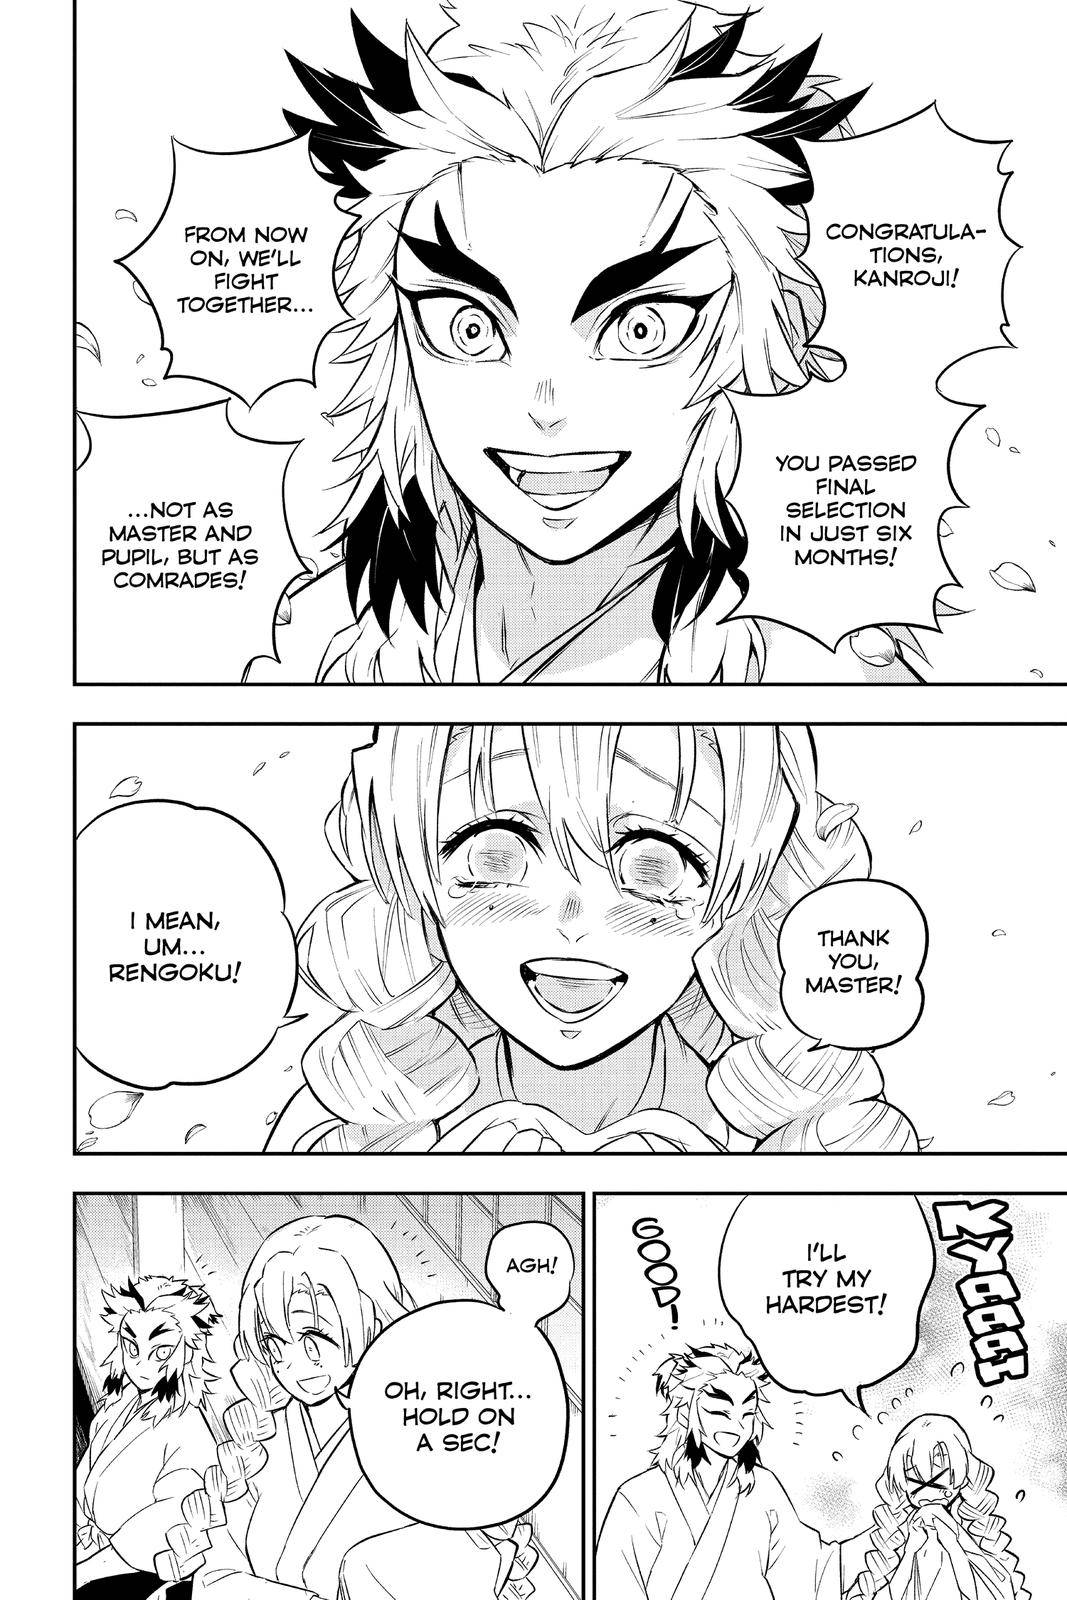 CONGRATULA-
TIONS,
KANROJI!
YOU PASSED
FINAL
SELECTION
IN JUST SIX
MONTHS!
FROM NOW
ON, WE'LL
FIGHT
TOGETHER...
...NOT AS
MASTER AND
PUPIL, BUT AS
COMRADES!
THANK
YOU,
MASTER!
I MEAN,
UM...
RENGOKU!
KYAAAH
I'LL
TRY MY
HARDEST!
GOOD!
AGH!
OH, RIGHT...
HOLD ON
A SEC!